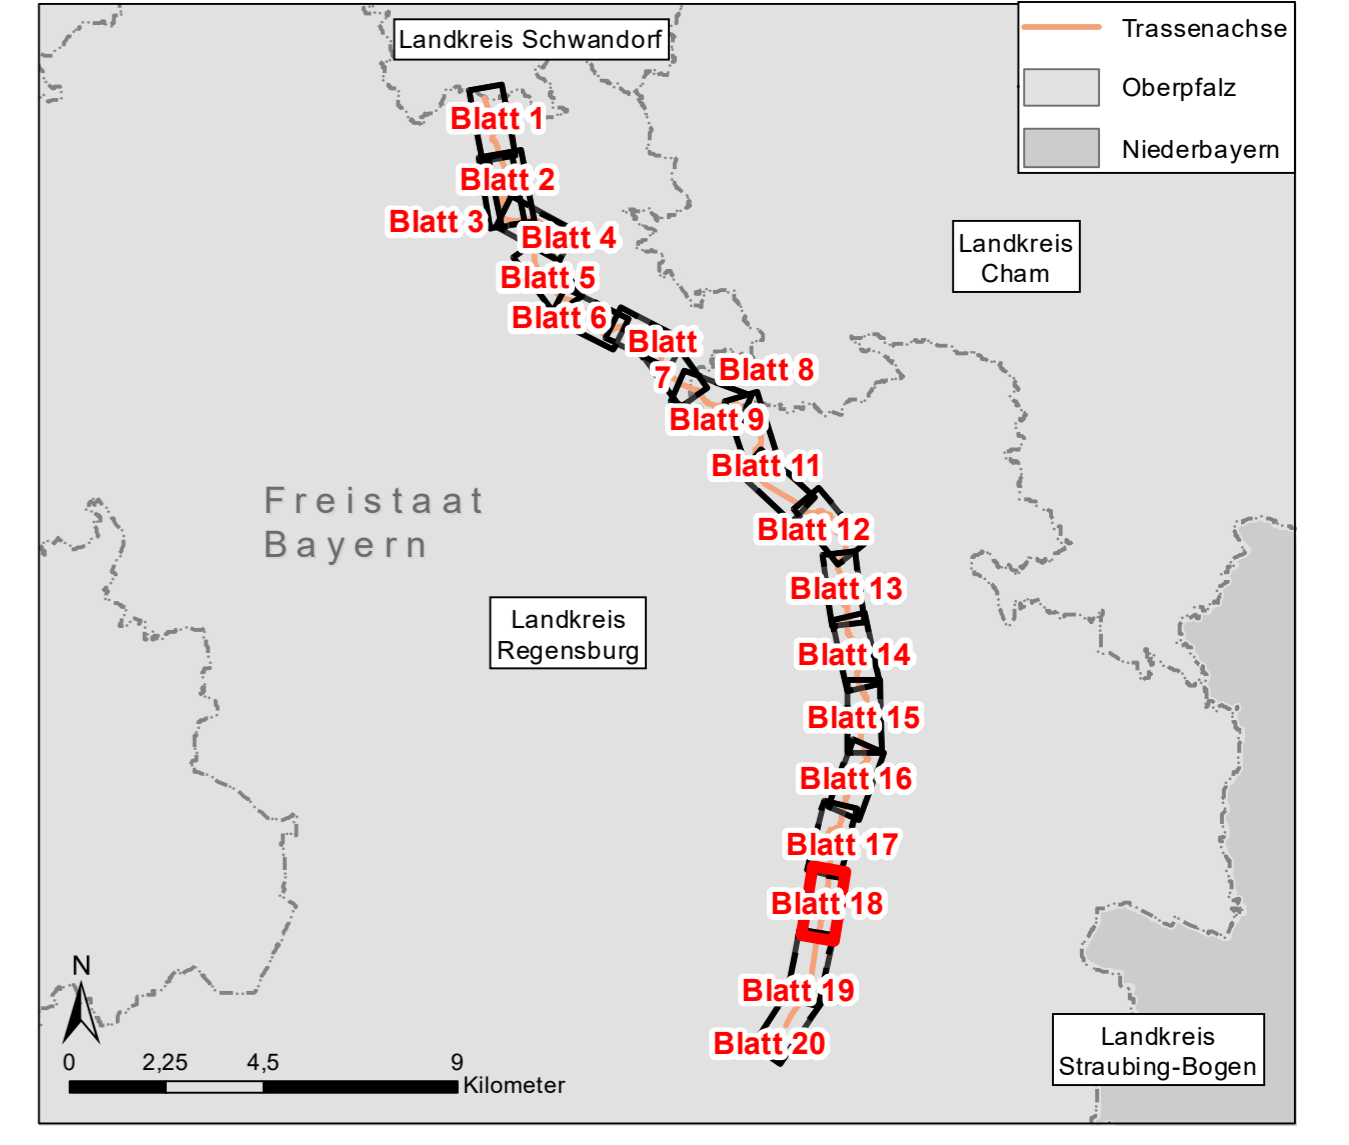 Landkreis Schwandorf
Trassenachse
Oberpfalz
Niederbayern
Blatt 1
Blatt 2
Blatt 3
Blatt 4
Landkreis
Cham
Blatt 5
Blatt 6
Blatt
7
Blatt 8
Blatt 9
Blatt 11
Freistaat
Bayern
Blatt 12
Blatt 13
Landkreis
Regensburg
Blatt 14
Blatt 15
Blatt 16
Blatt 17
Blatt 18
Blatt 19
Blatt 20
N
0 2,25 4,5 9
Kilometer
Landkreis
Straubing-Bogen